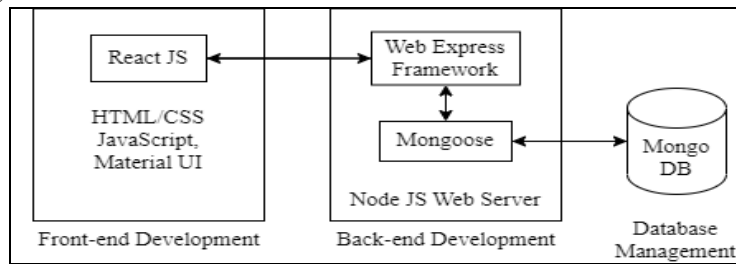 React JS
HTML/CSS
JavaScript,
Material UI
Front-end Development
Web Express
Framework
Mongoose
Node JS Web Server
Back-end Development
Mongo
DB
Database
Management